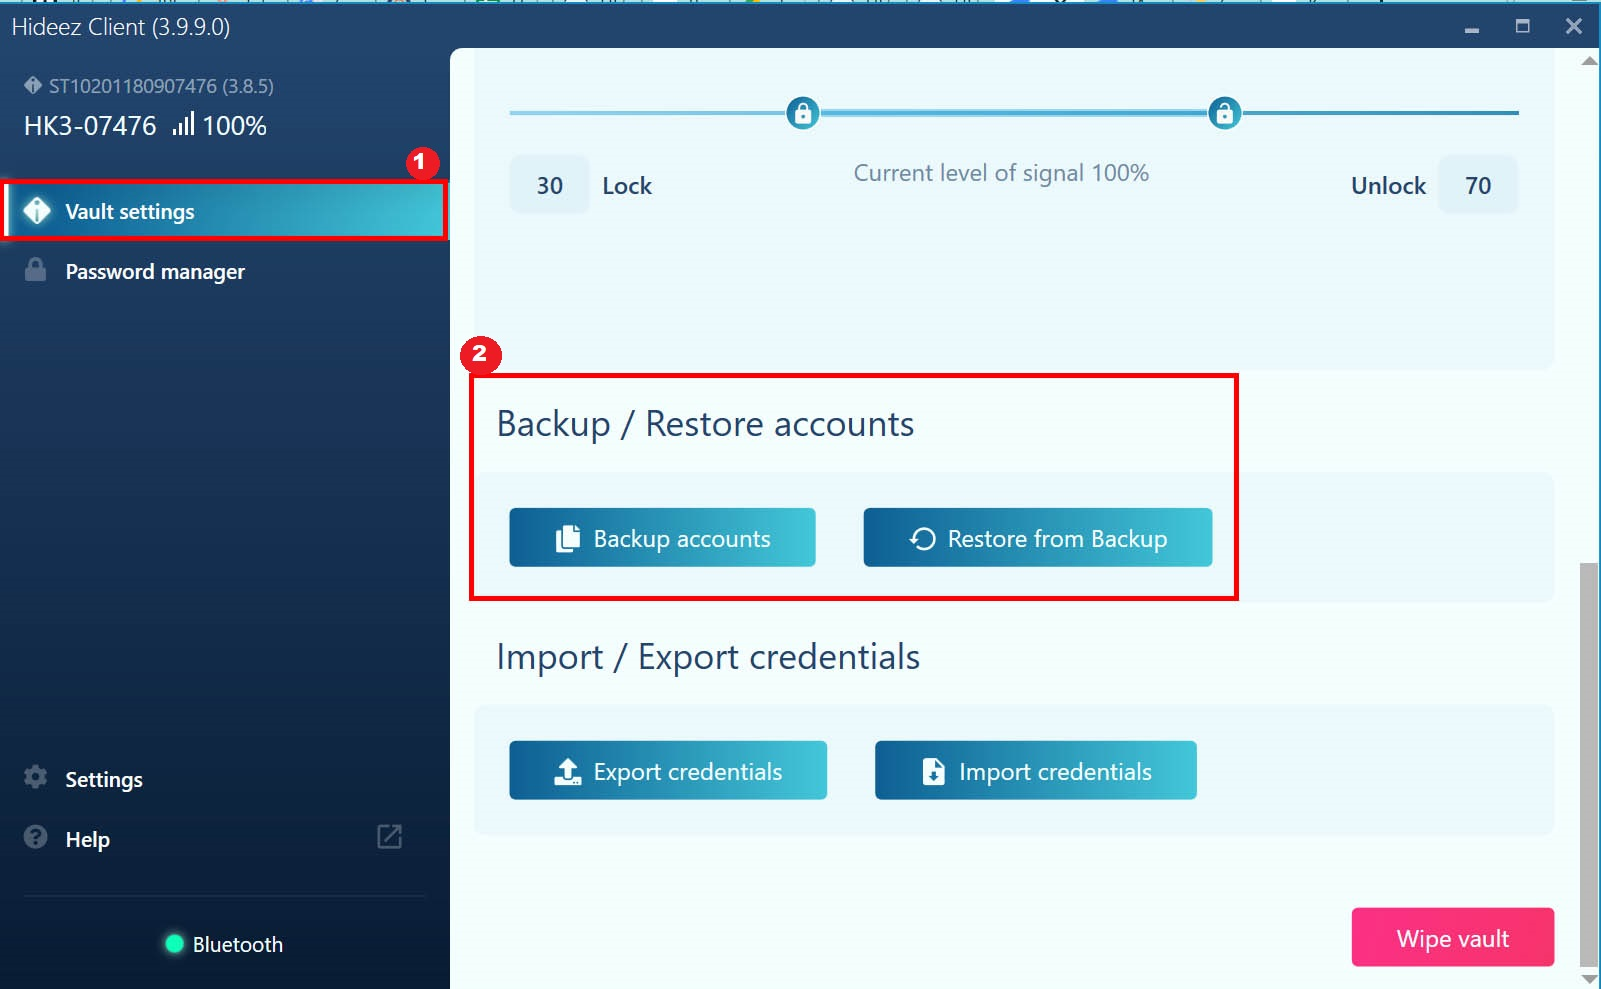 Hideez Client (3.9.9.0)
ST10201180907476 (3.8.5)
HK3-07476 100%
1
Vault settings
Password manager
Settings
Help
Bluetooth
30 Lock
Current level of signal 100%
Unlock 70
2
Backup / Restore accounts
Backup accounts
Restore from Backup
Import / Export credentials
Export credentials
Import credentials
Wipe vault